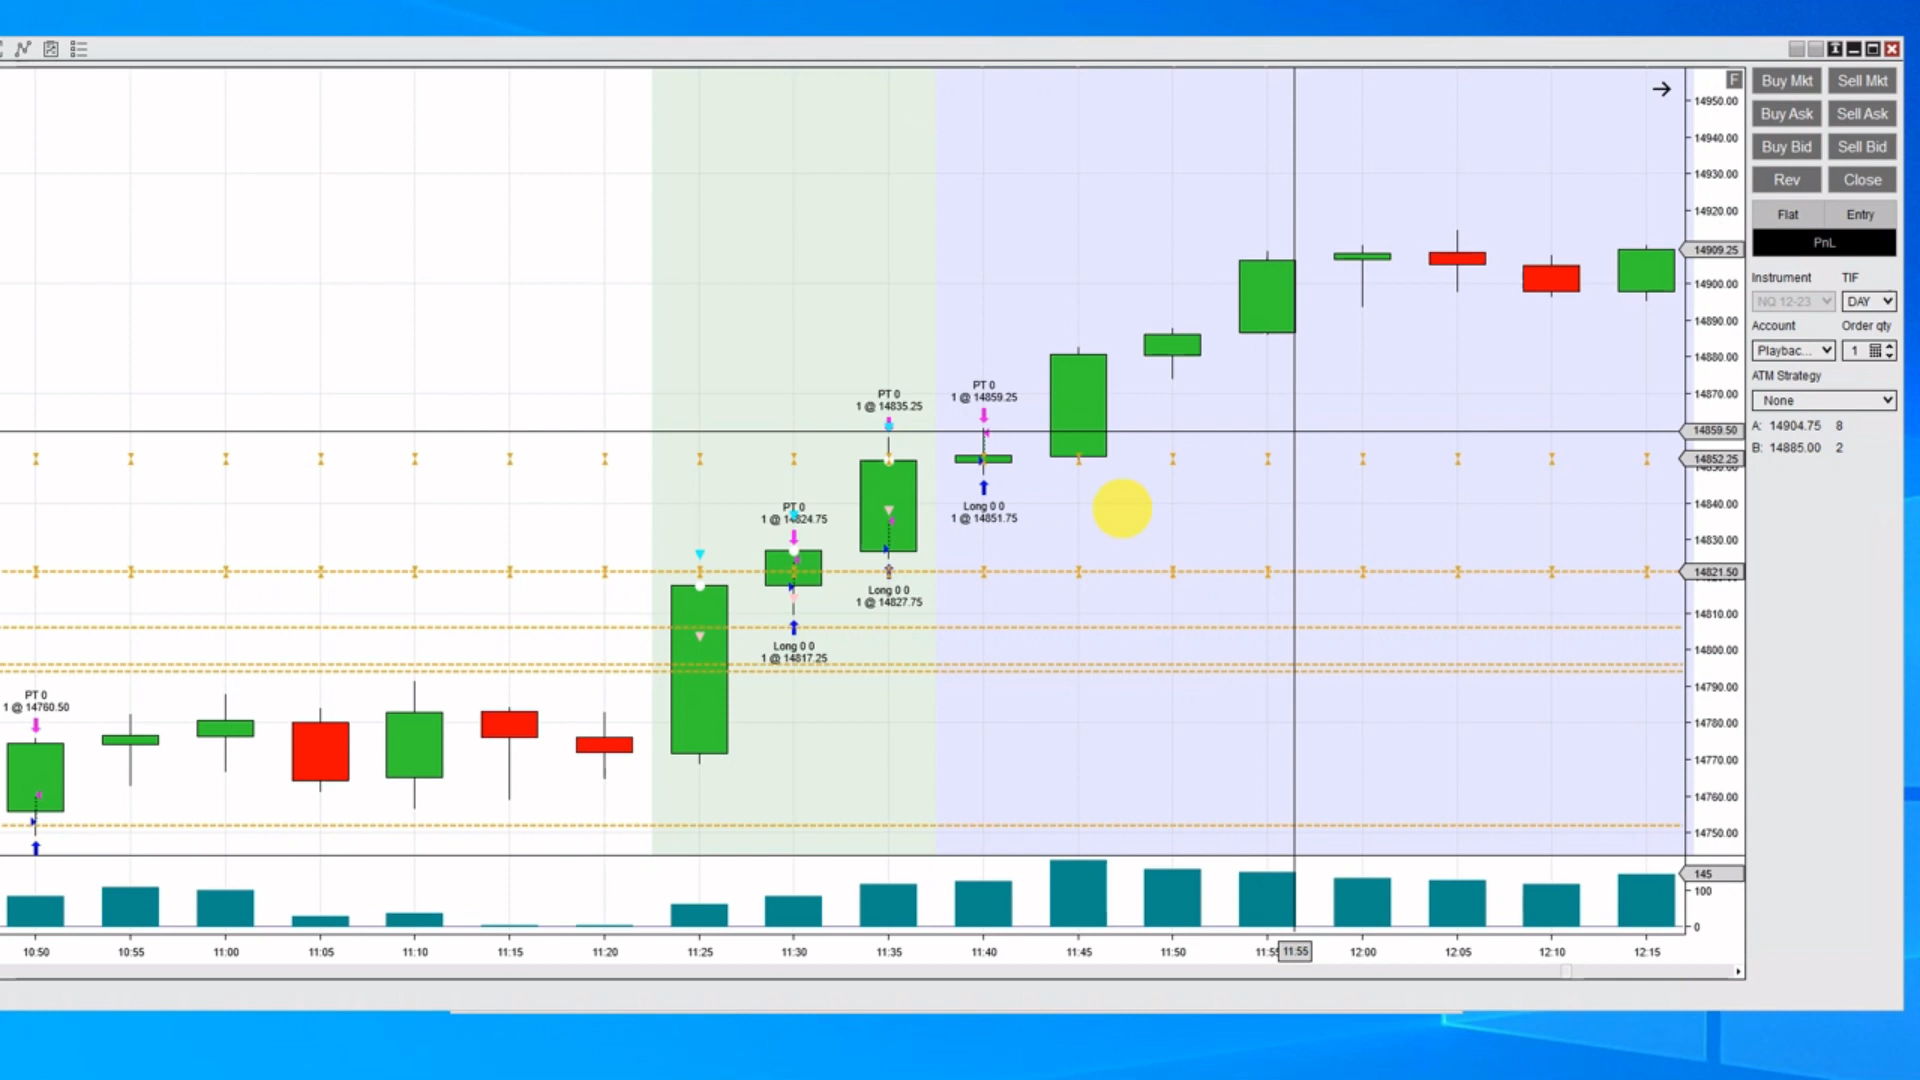 F
Buy Mkt
Sell Mkt
Buy Ask
Sell Ask
Buy Bid
Sell Bid
Rev
Close
Flat
Entry
PnL
Instrument
TIF
NQ 12-23
DAY
Account
Order qty
Playbac...
1
ATM Strategy
None
A: 14904.75 8
B: 14885.00 2
14950.00
14940.00
14930.00
14920.00
14909.25
14900.00
14890.00
14880.00
14870.00
14859.50
14852.25
14840.00
14830.00
14821.50
14810.00
14800.00
14790.00
14780.00
14770.00
14760.00
14750.00
145
100
0
PT 0
1 @ 14859.25
PT 0
1 @ 14835.25
Long 0 0
1 @ 14851.75
PT 0
1 @ 14824.75
Long 0 0
1 @ 14827.75
Long 0 0
1 @ 14817.25
PT 0
1 @ 14760.50
10:50
10:55
11:00
11:05
11:10
11:15
11:20
11:25
11:30
11:35
11:40
11:45
11:50
11:55
12:00
12:05
12:10
12:15